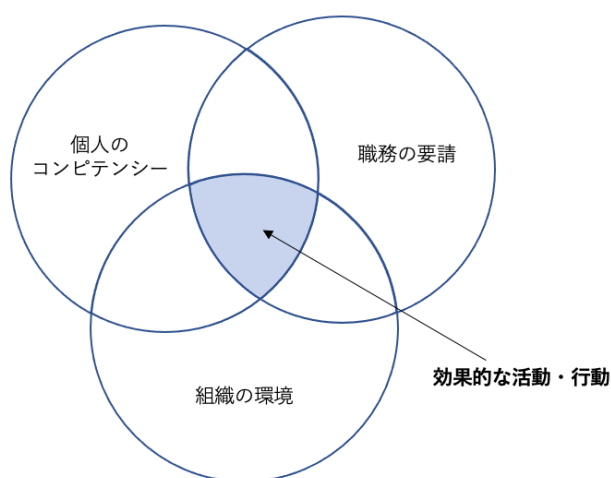 個人の
コンピテンシー
職務の要請
効果的な活動・行動
組織の環境